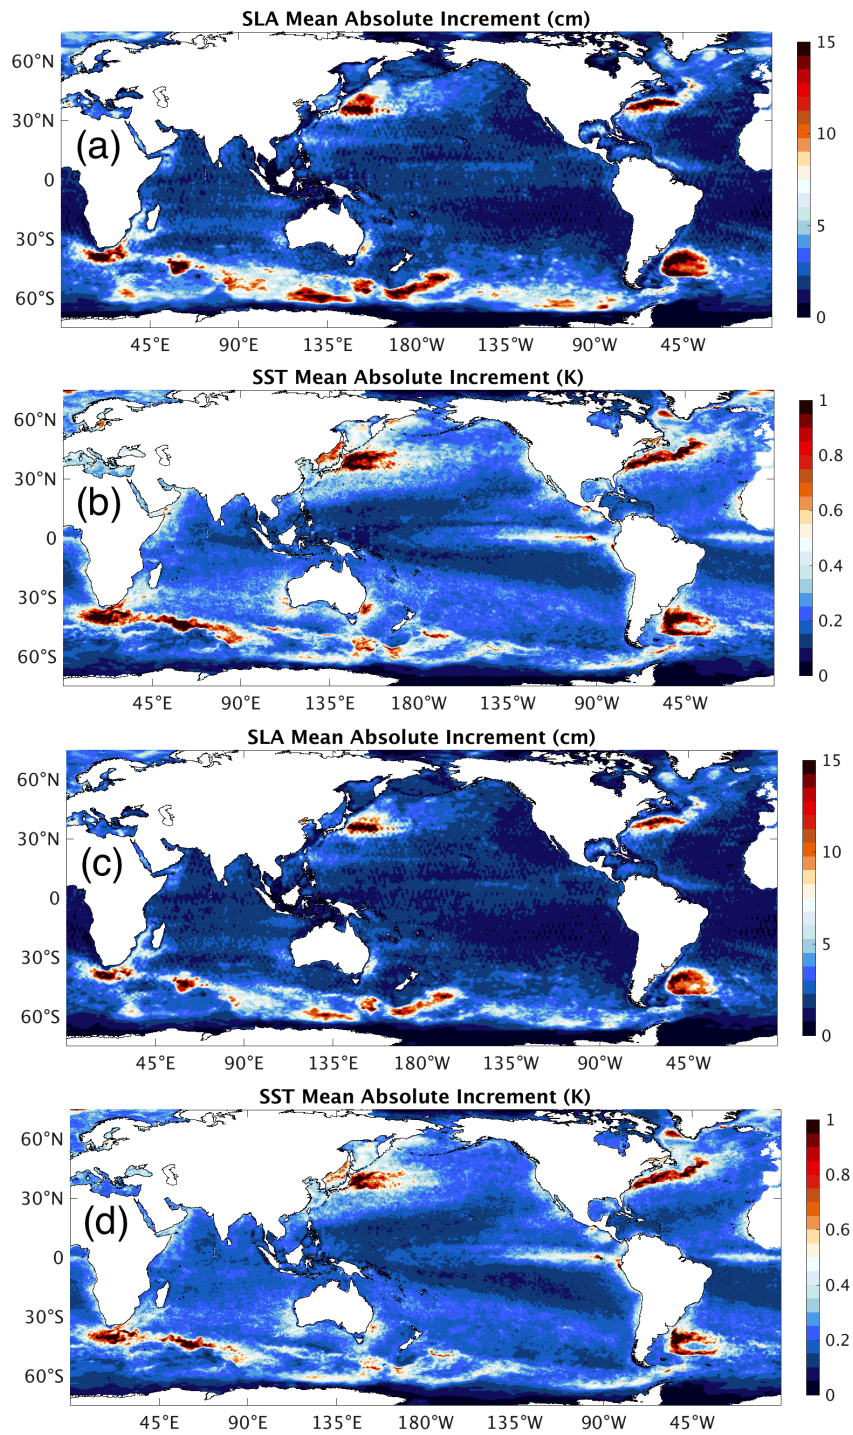 SLA Mean Absolute Increment (cm)
60°N
30°N
0
30°S
60°S
(a)
45°E 90°E 135°E 180°W 135°W 90°W 45°W
15
10
5
0
SST Mean Absolute Increment (K)
60°N
30°N
0
30°S
60°S
(b)
45°E 90°E 135°E 180°W 135°W 90°W 45°W
1
0.8
0.6
0.4
0.2
0
SLA Mean Absolute Increment (cm)
60°N
30°N
0
30°S
60°S
(c)
45°E 90°E 135°E 180°W 135°W 90°W 45°W
15
10
5
0
SST Mean Absolute Increment (K)
60°N
30°N
0
30°S
60°S
(d)
45°E 90°E 135°E 180°W 135°W 90°W 45°W
1
0.8
0.6
0.4
0.2
0